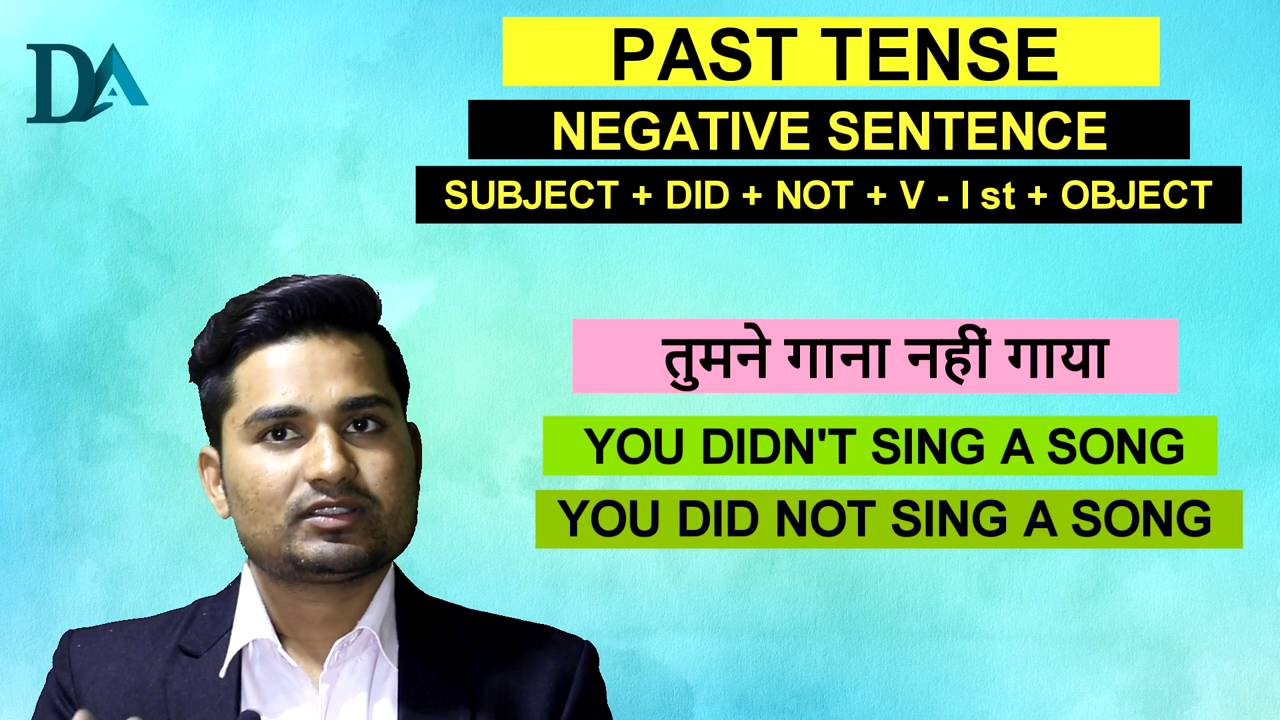 DA
PAST TENSE
NEGATIVE SENTENCE
SUBJECT + DID + NOT + V - I st + OBJECT
तुमने गाना नहीं गाया
YOU DIDN'T SING A SONG
YOU DID NOT SING A SONG